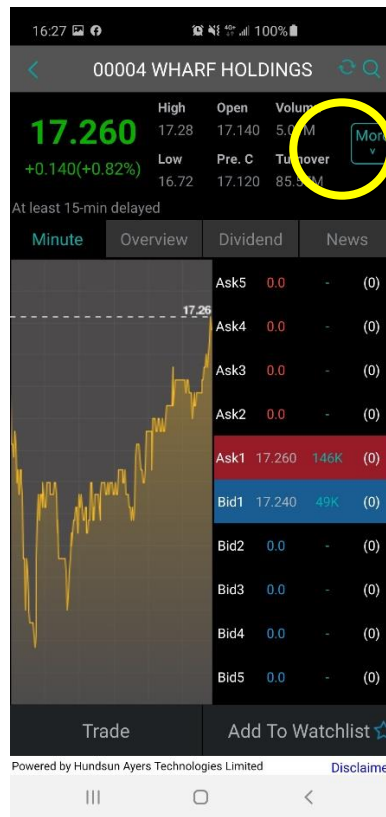 16:27 40+ 100%
00004 WHARF HOLDINGS
17.260
+0.140(+0.82%)
High Open
17.28 17.140
Low Pre. C
16.72 17.120
More
At least 15-min delayed
Minute Overview Dividend News
17.26
Ask5 0.0 - (0)
Ask4 0.0 - (0)
Ask3 0.0 - (0)
Ask2 0.0 - (0)
Ask1 17.260 146K (0)
Bid1 17.240 49K (0)
Bid2 0.0 - (0)
Bid3 0.0 - (0)
Bid4 0.0 - (0)
Bid5 0.0 - (0)
Trade Add To Watchlist
Powered by Hundsun Ayers Technologies Limited Disclaime